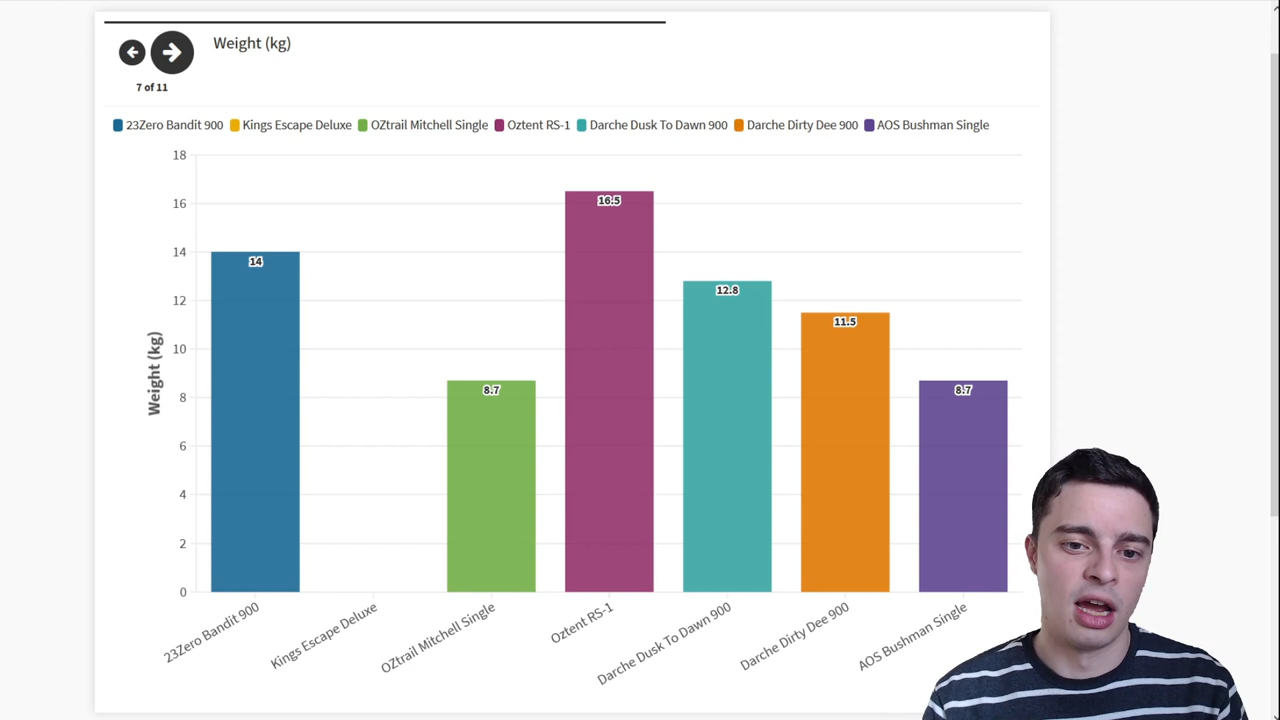 Weight (kg)
7 of 11
23Zero Bandit 900 Kings Escape Deluxe OZtrail Mitchell Single Oztent RS-1 Darche Dusk To Dawn 900 Darche Dirty Dee 900 AOS Bushman Single
18
16
14
12
10
8
6
4
2
0
Weight (kg)
14
8.7
16.5
12.8
11.5
8.7
23Zero Bandit 900
Kings Escape Deluxe
OZtrail Mitchell Single
Oztent RS-1
Darche Dusk To Dawn 900
Darche Dirty Dee 900
AOS Bushman Single